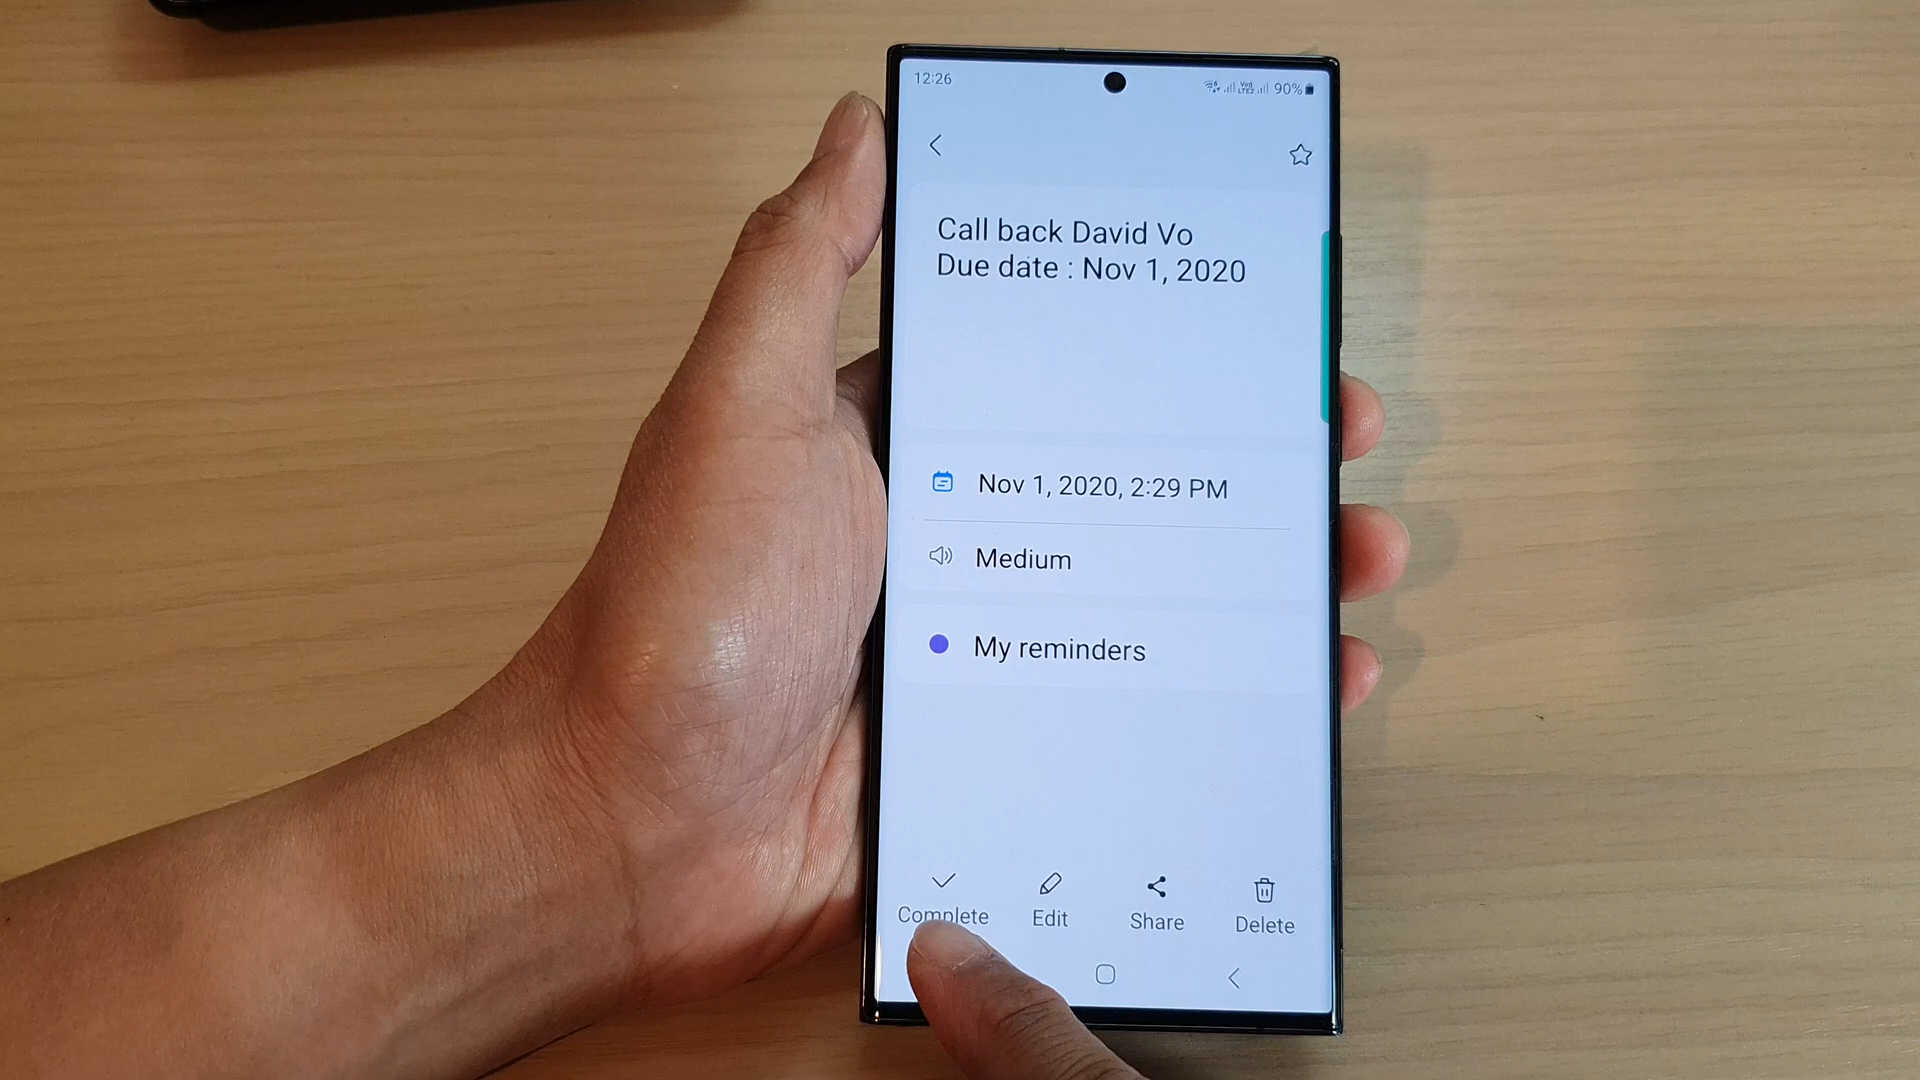 12:26
90%
Call back David Vo
Due date : Nov 1, 2020
Nov 1, 2020, 2:29 PM
Medium
My reminders
Complete
Edit
Share
Delete